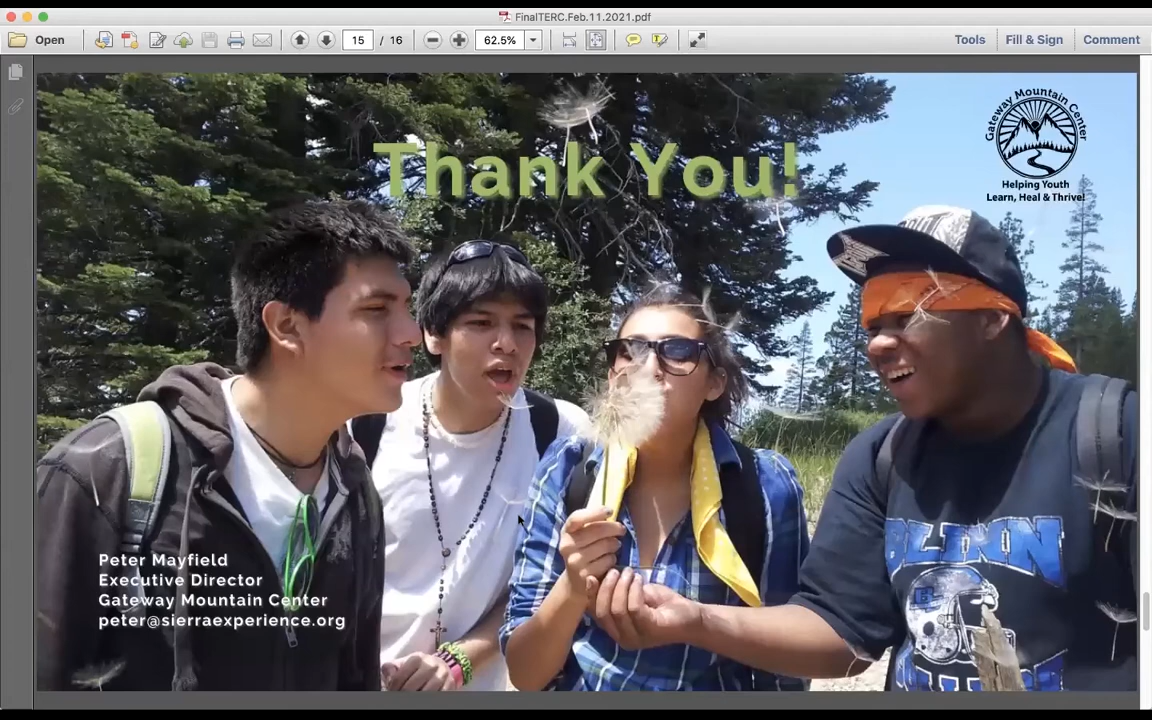 FinalTERC.Feb.11.2021.pdf
Open
15 / 16
62.5%
Tools
Fill & Sign
Comment
Thank You!
Gateway Mountain Center
Helping Youth
Learn, Heal & Thrive!
Peter Mayfield
Executive Director
Gateway Mountain Center
peter@sierraexperience.org
BLINN